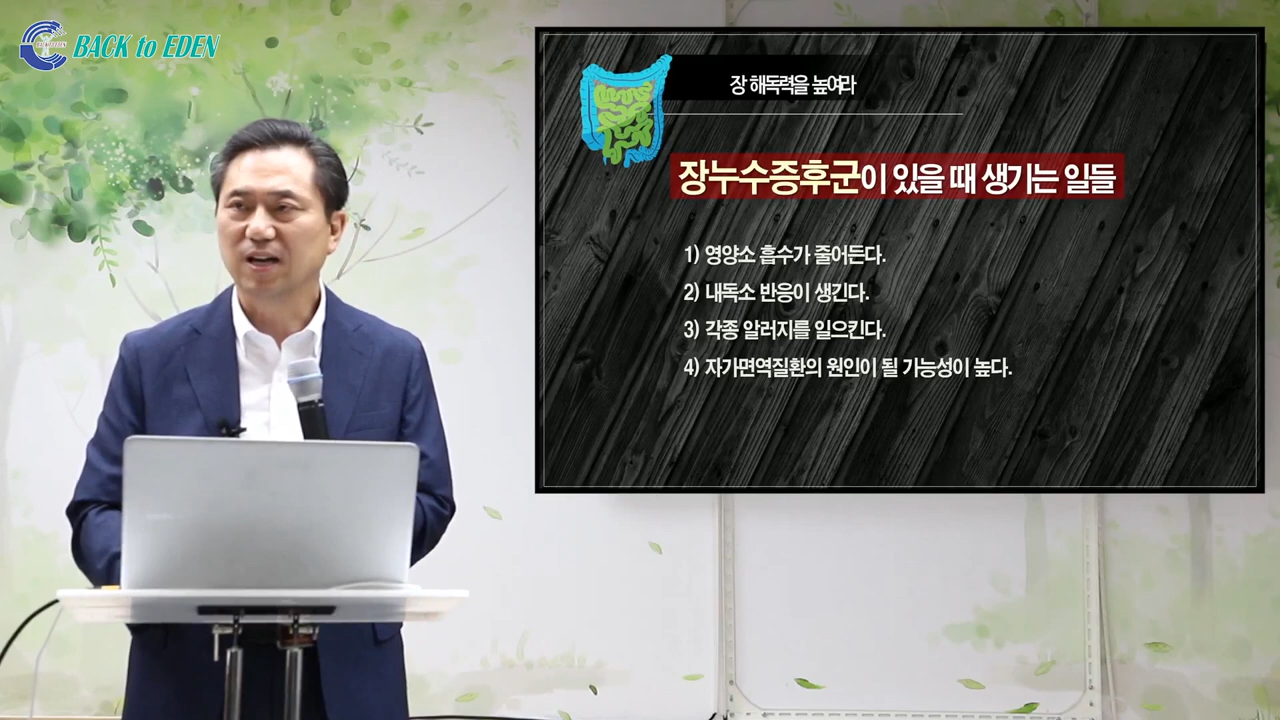 BACK to EDEN
장 해독력을 높여라
장누수증후군이 있을 때 생기는 일들
1) 영양소 흡수가 줄어든다.
2) 내독소 반응이 생긴다.
3) 각종 알러지를 일으킨다.
4) 자가면역질환의 원인이 될 가능성이 높다.